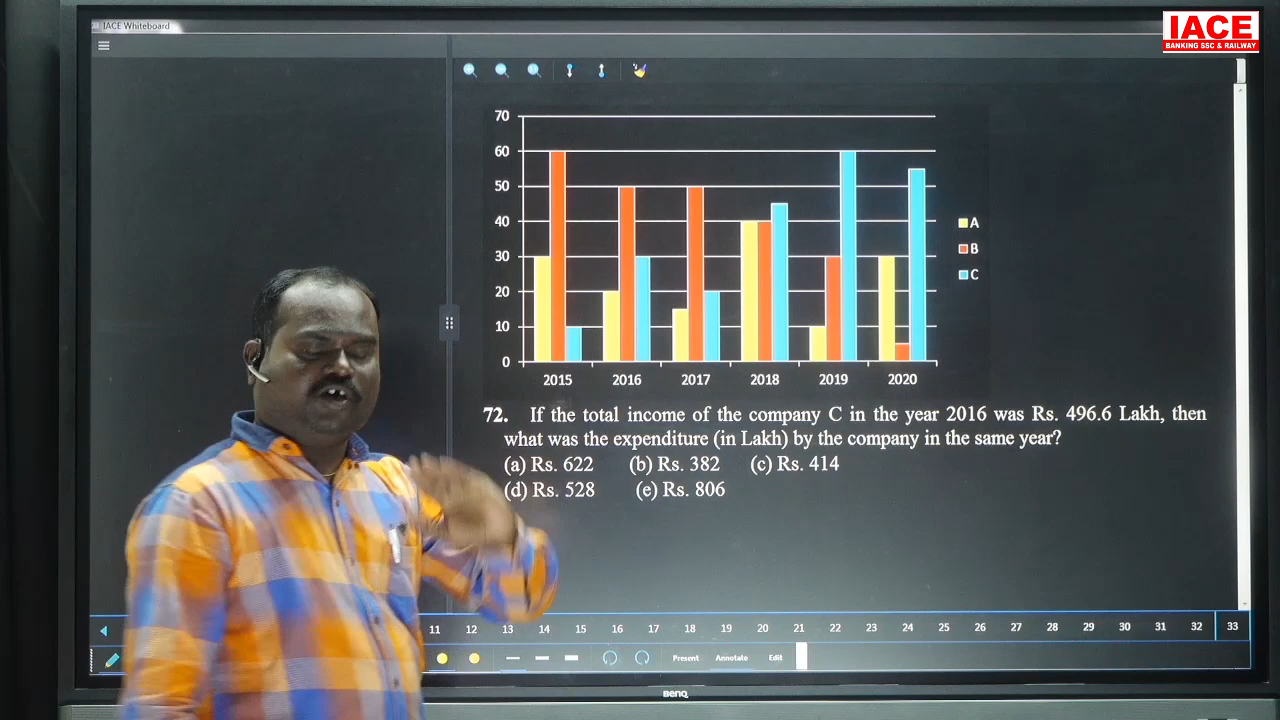 IACE Whiteboard
IACE
BANKING SSC & RAILWAY
70
60
50
40
30
20
10
0
2015 2016 2017 2018 2019 2020
A
B
C
72. If the total income of the company C in the year 2016 was Rs. 496.6 Lakh, then
what was the expenditure (in Lakh) by the company in the same year?
(a) Rs. 622 (b) Rs. 382 (c) Rs. 414
(d) Rs. 528 (e) Rs. 806
11 12 13 14 15 16 17 18 19 20 21 22 23 24 25 26 27 28 29 30 31 32 33
Present Annotate Edit
BenQ